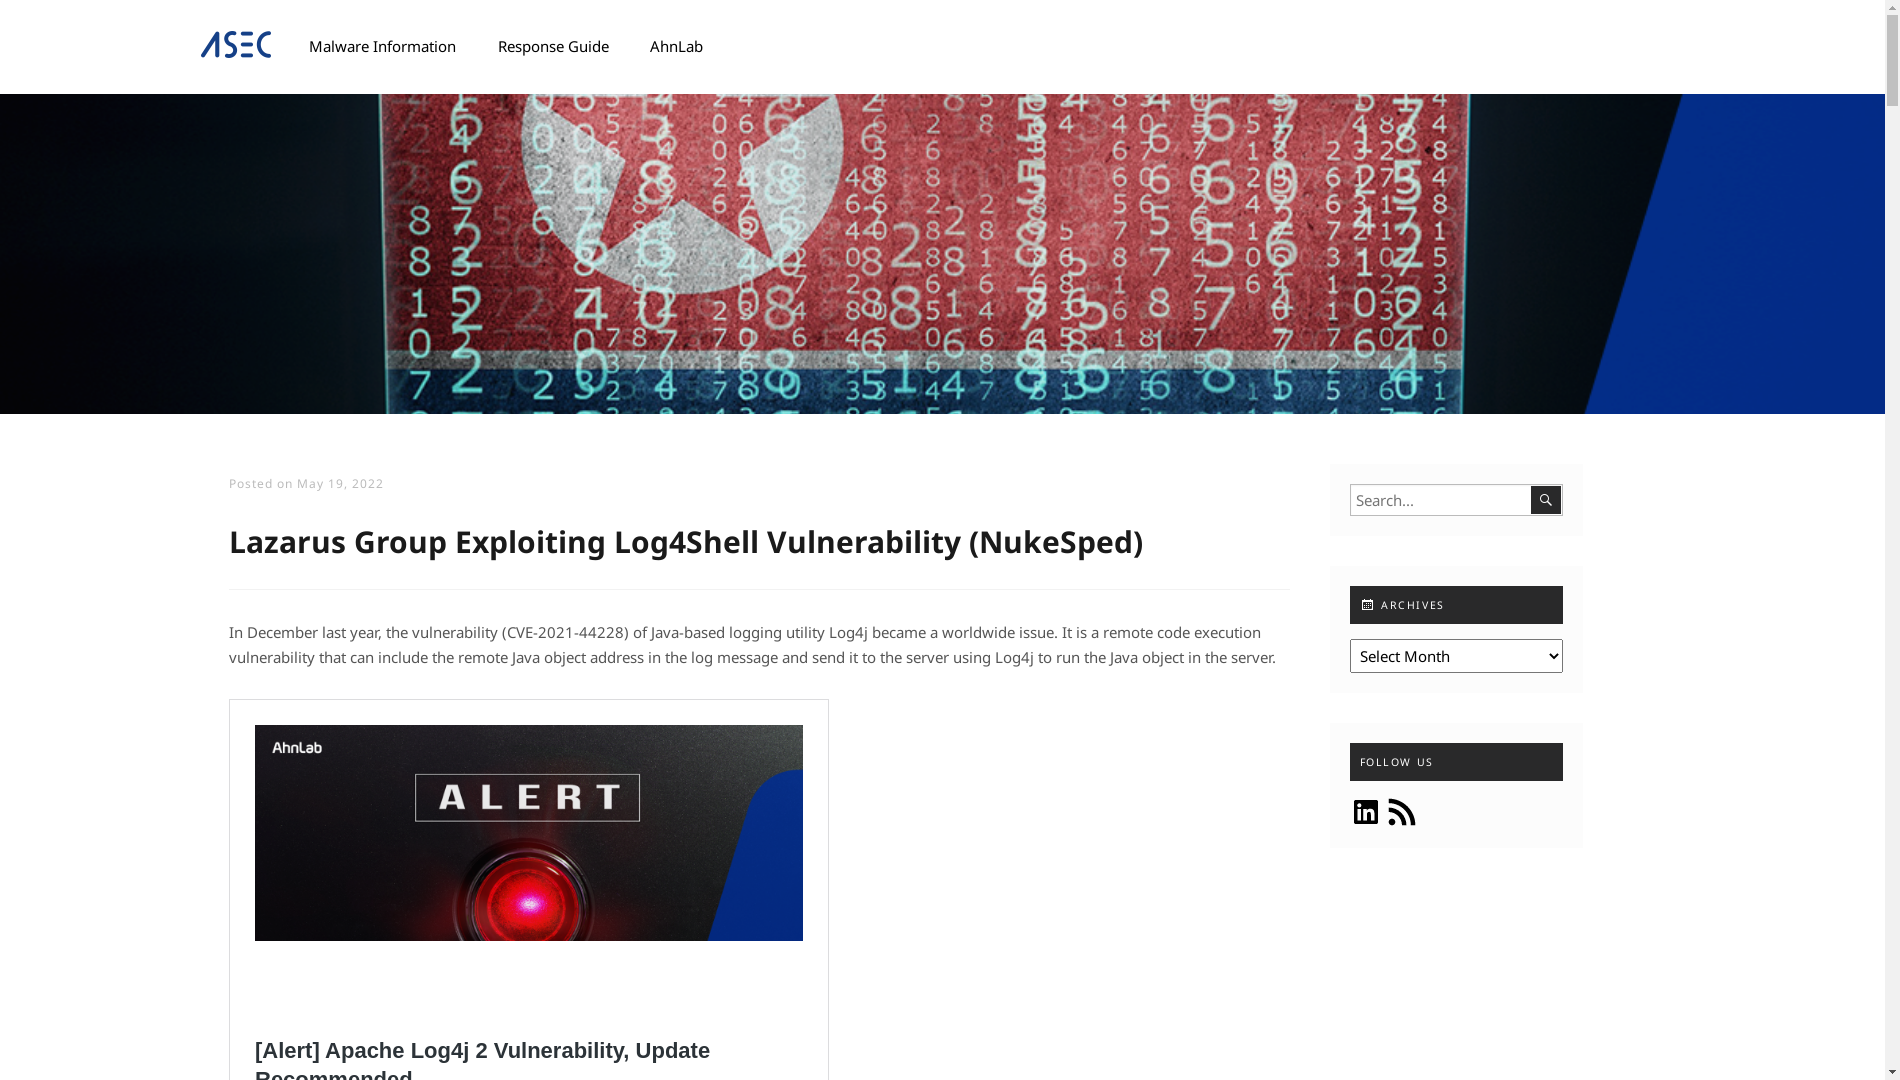 ASEC
Malware Information
Response Guide
AhnLab
Posted on May 19, 2022
Search...
Lazarus Group Exploiting Log4Shell Vulnerability (NukeSped)
ARCHIVES
In December last year, the vulnerability (CVE-2021-44228) of Java-based logging utility Log4j became a worldwide issue. It is a remote code execution
vulnerability that can include the remote Java object address in the log message and send it to the server using Log4j to run the Java object in the server.
Select Month
AhnLab
ALERT
FOLLOW US
[Alert] Apache Log4j 2 Vulnerability, Update
Recommended